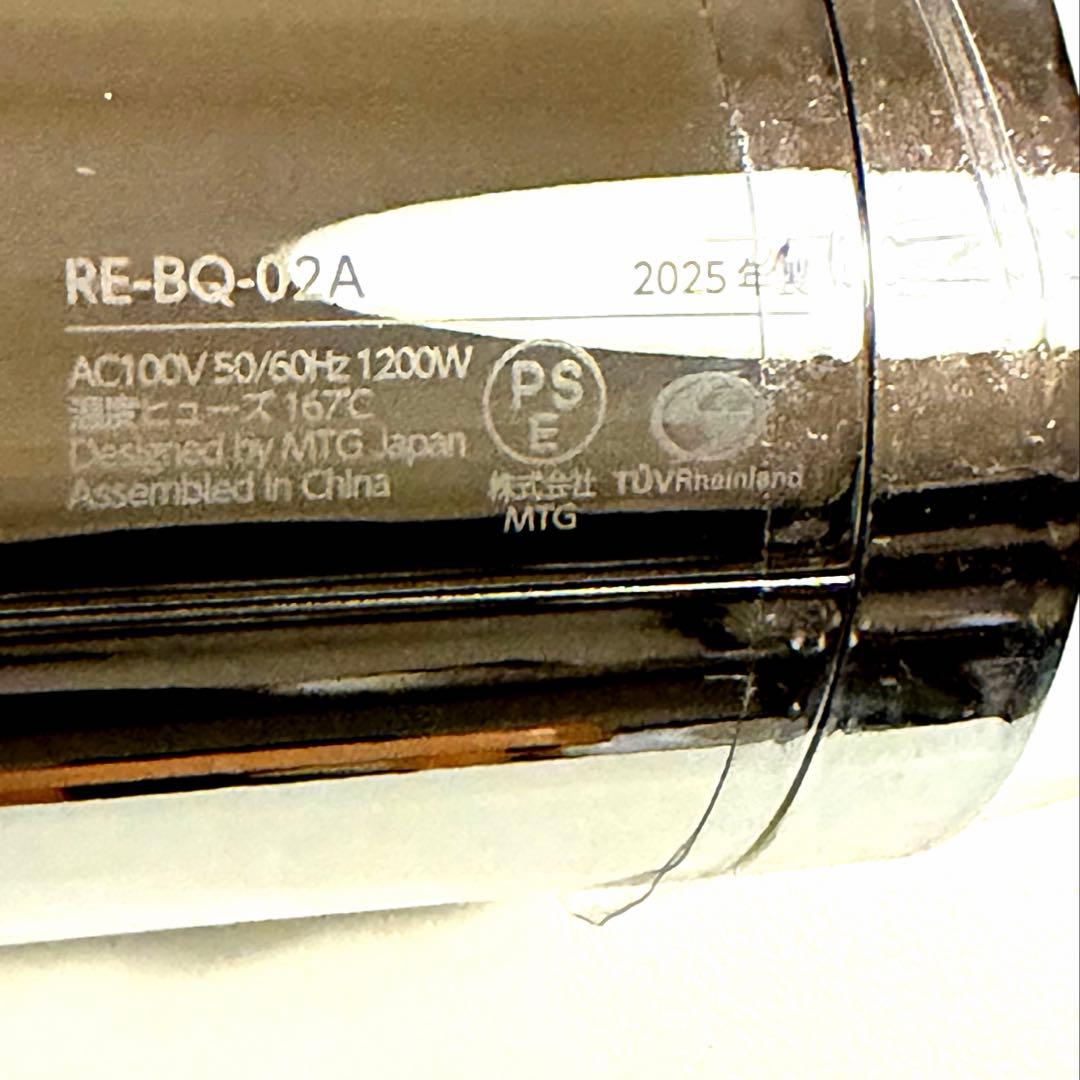 RE-BQ-02A
2025年製
AC100V 50/60Hz 1200W
温度ヒューズ 167℃
Designed by MTG Japan
Assembled in China
PS
E
株式会社
MTG
TÜVRheinland